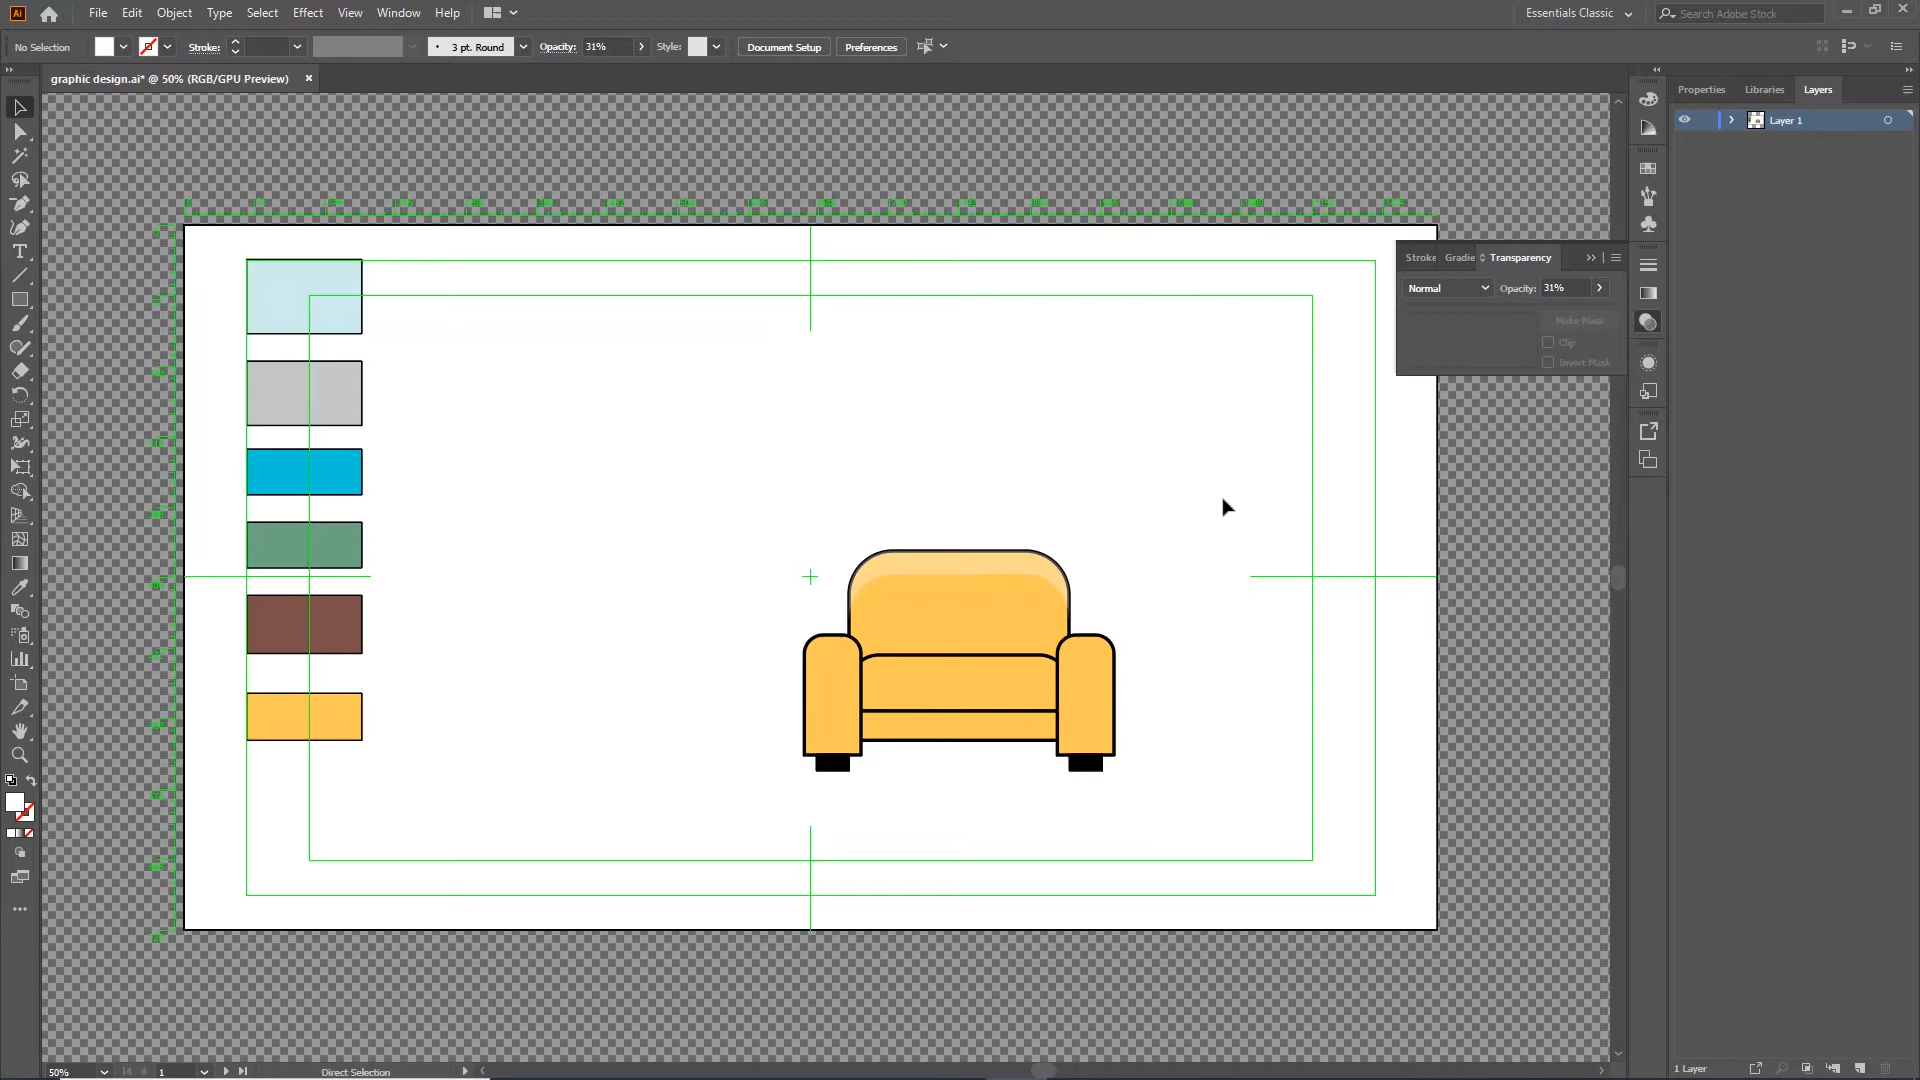 Ai File Edit Object Type Select Effect View Window Help Essentials Classic Search Adobe Stock
No Selection Stroke: 3 pt. Round Opacity: 31% Style: Document Setup Preferences
graphic design.ai* @ 50% (RGB/GPU Preview)
Properties Libraries Layers
Layer 1
Stroke Gradie Transparency
Normal Opacity: 31%
Make Mask
Clip
Invert Mask
50% 1 Direct Selection
1 Layer